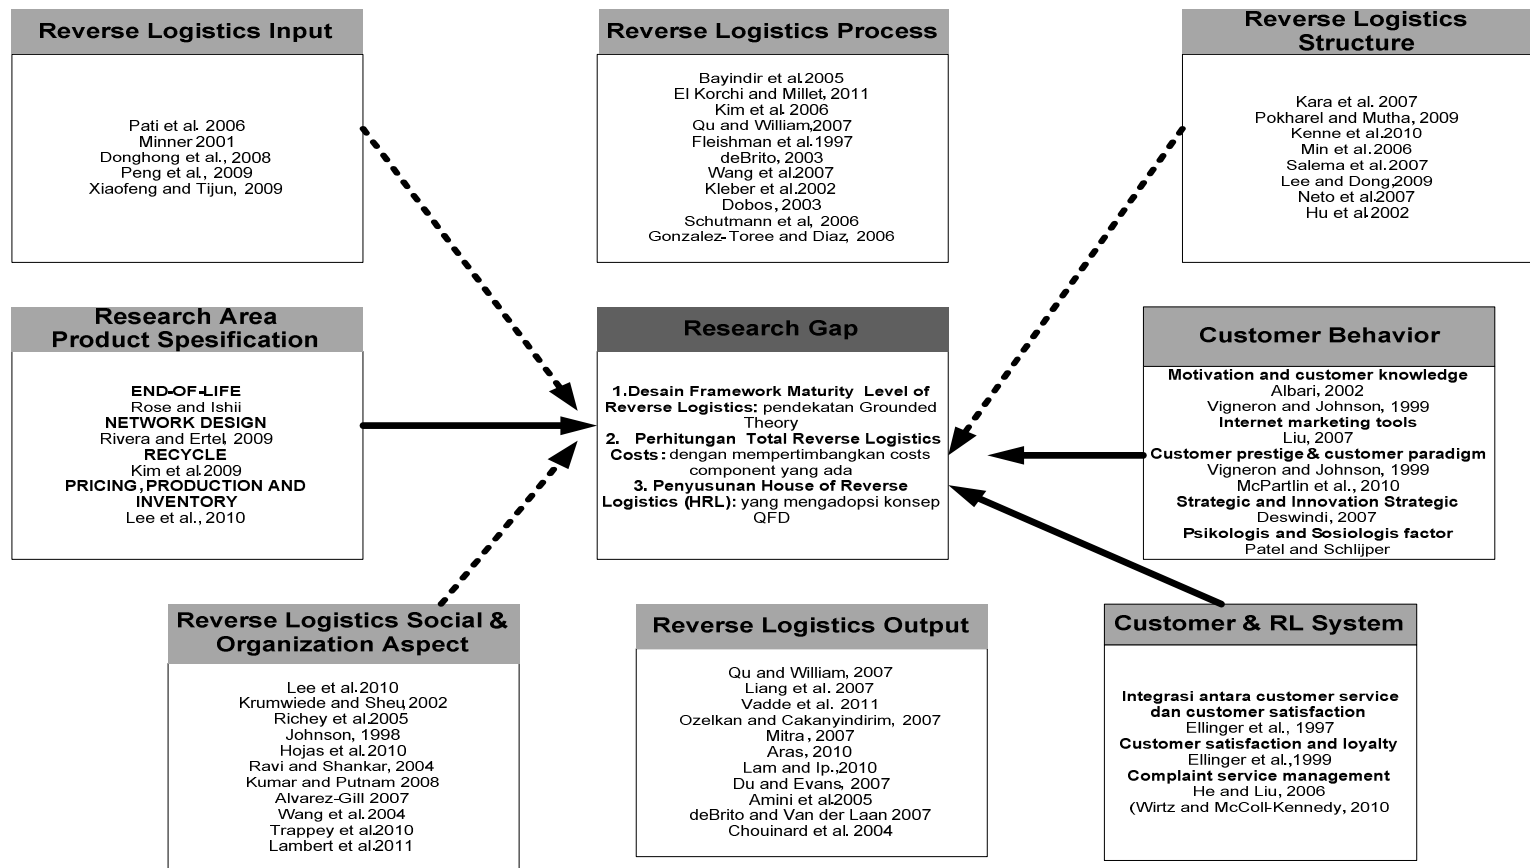 Reverse Logistics Input
Pati et al. 2006
Minner 2001
Donghong et al., 2008
Peng et al., 2009
Xiaofeng and Tijun, 2009
Reverse Logistics Process
Bayindir et al.2005
El Korchi and Millet, 2011
Kim et al. 2006
Qu and William,2007
Fleishman et al.1997
deBrito, 2003
Wang et al.2007
Kleber et al.2002
Dobos, 2003
Schutmann et al, 2006
Gonzalez-Toree and Diaz, 2006
Reverse Logistics
Structure
Kara et al. 2007
Pokharel and Mutha, 2009
Kenne et al.2010
Min et al.2006
Salema et al.2007
Lee and Dong,2009
Neto et al.2007
Hu et al.2002
Research Area
Product Spesification
END-OF-LIFE
Rose and Ishii
NETWORK DESIGN
Rivera and Ertel, 2009
RECYCLE
Kim et al.2009
PRICING, PRODUCTION AND
INVENTORY
Lee et al., 2010
Research Gap
1.Desain Framework Maturity Level of
Reverse Logistics: pendekatan Grounded
Theory
2. Perhitungan Total Reverse Logistics
Costs: dengan mempertimbangkan costs
component yang ada
3. Penyusunan House of Reverse
Logistics (HRL): yang mengadopsi konsep
QFD
Customer Behavior
Motivation and customer knowledge
Albari, 2002
Vigneron and Johnson, 1999
Internet marketing tools
Liu, 2007
Customer prestige & customer paradigm
Vigneron and Johnson, 1999
McPartlin et al., 2010
Strategic and Innovation Strategic
Deswindi, 2007
Psikologis and Sosiologis factor
Patel and Schlijper
Reverse Logistics Social &
Organization Aspect
Lee et al.2010
Krumwiede and Sheu, 2002
Richey et al.2005
Johnson, 1998
Hojas et al.2010
Ravi and Shankar, 2004
Kumar and Putnam 2008
Alvarez-Gill 2007
Wang et al.2004
Trappey et al.2010
Lambert et al.2011
Reverse Logistics Output
Qu and William, 2007
Liang et al. 2007
Vadde et al. 2011
Ozelkan and Cakanyindirim, 2007
Mitra, 2007
Aras, 2010
Lam and Ip.,2010
Du and Evans, 2007
Amini et al.2005
deBrito and Van der Laan 2007
Chouinard et al. 2004
Customer & RL System
Integrasi antara customer service
dan customer satisfaction
Ellinger et al., 1997
Customer satisfaction and loyalty
Ellinger et al.,1999
Complaint service management
He and Liu, 2006
(Wirtz and McColl-Kennedy, 2010